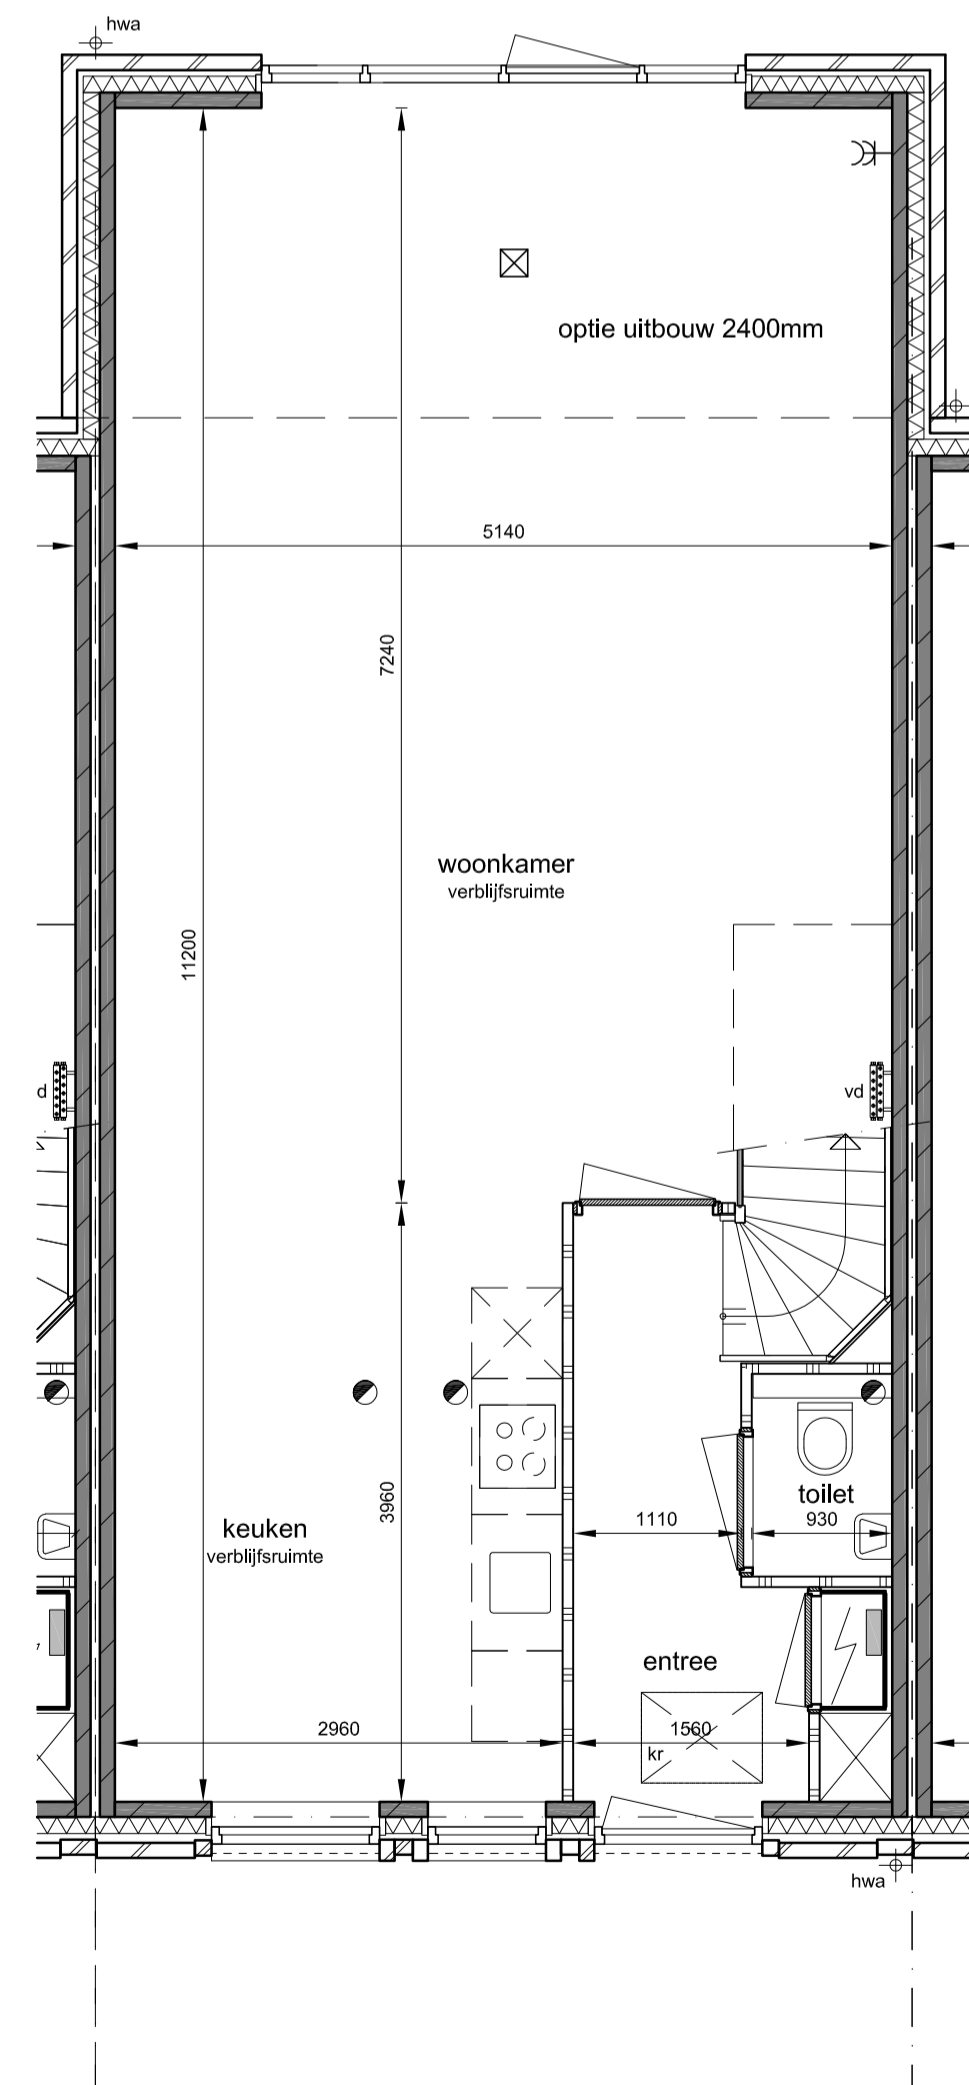 hwa
optie uitbouw 2400mm
5140
7240
woonkamer
verblijfsruimte
11200
d
vd
3960
keuken
verblijfsruimte
1110
toilet
930
entree
2960
1560
kr
hwa